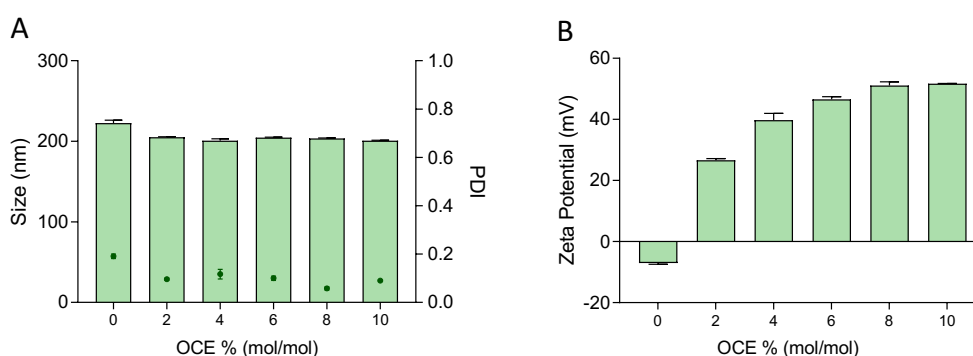 A
300
200
100
0
Size (nm)
1.0
0.8
0.6
0.4
0.2
0.0
PDI
0 2 4 6 8 10
OCE % (mol/mol)
B
60
40
20
0
-20
Zeta Potential (mV)
0 2 4 6 8 10
OCE % (mol/mol)